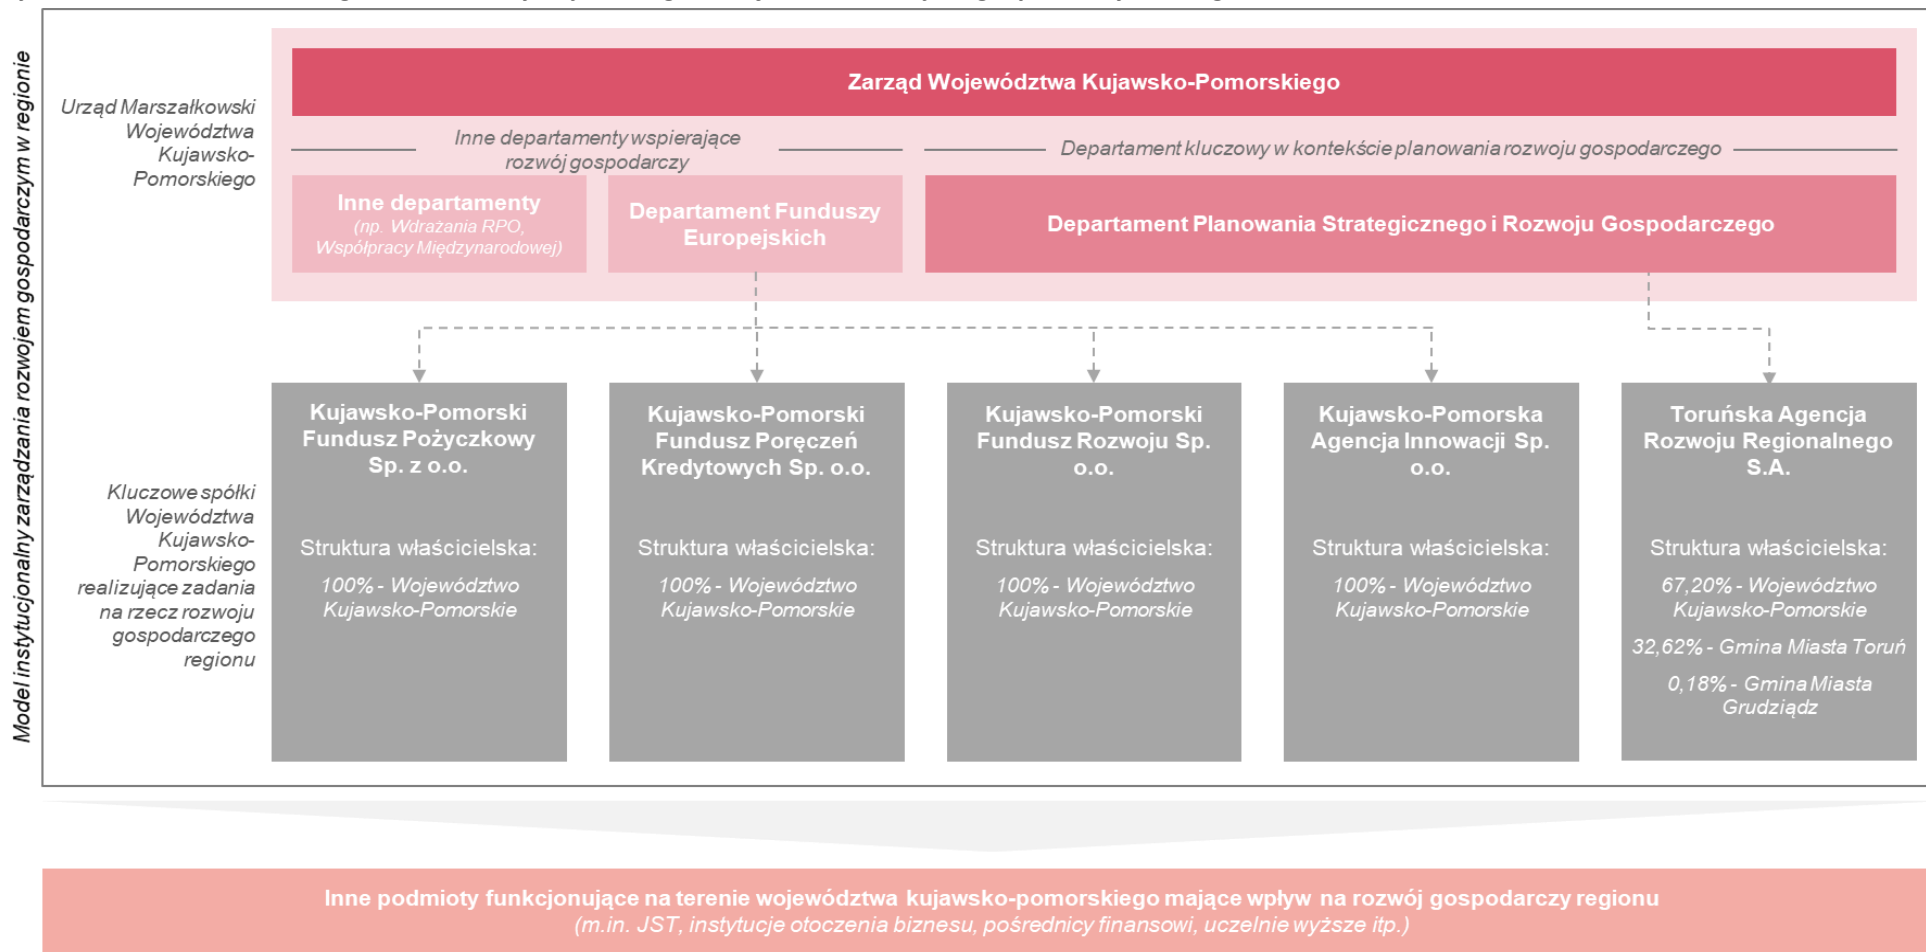 Model instytucjonalny zarządzania rozwojem gospodarczym w regionie
Urząd Marszałkowski
Województwa
Kujawsko-
Pomorskiego
Zarząd Województwa Kujawsko-Pomorskiego
Inne departamenty wspierające
rozwój gospodarczy
Departament kluczowy w kontekście planowania rozwoju gospodarczego
Inne departamenty
(np. Wdrażania RPO,
Współpracy Międzynarodowej)
Departament Funduszy
Europejskich
Departament Planowania Strategicznego i Rozwoju Gospodarczego
Kluczowe spółki
Województwa
Kujawsko-
Pomorskiego
realizujące zadania
na rzecz rozwoju
gospodarczego
regionu
Kujawsko-Pomorski
Fundusz Pożyczkowy
Sp. z o.o.
Struktura właścicielska:
100% - Województwo
Kujawsko-Pomorskie
Kujawsko-Pomorski
Fundusz Poręczeń
Kredytowych Sp. o.o.
Struktura właścicielska:
100% - Województwo
Kujawsko-Pomorskie
Kujawsko-Pomorski
Fundusz Rozwoju Sp.
o.o.
Struktura właścicielska:
100% - Województwo
Kujawsko-Pomorskie
Kujawsko-Pomorska
Agencja Innowacji Sp.
o.o.
Struktura właścicielska:
100% - Województwo
Kujawsko-Pomorskie
Toruńska Agencja
Rozwoju Regionalnego
S.A.
Struktura właścicielska:
67,20% - Województwo
Kujawsko-Pomorskie
32,62% - Gmina Miasta Toruń
0,18% - Gmina Miasta
Grudziądz
Inne podmioty funkcjonujące na terenie województwa kujawsko-pomorskiego mające wpływ na rozwój gospodarczy regionu
(m.in. JST, instytucje otoczenia biznesu, pośrednicy finansowi, uczelnie wyższe itp.)